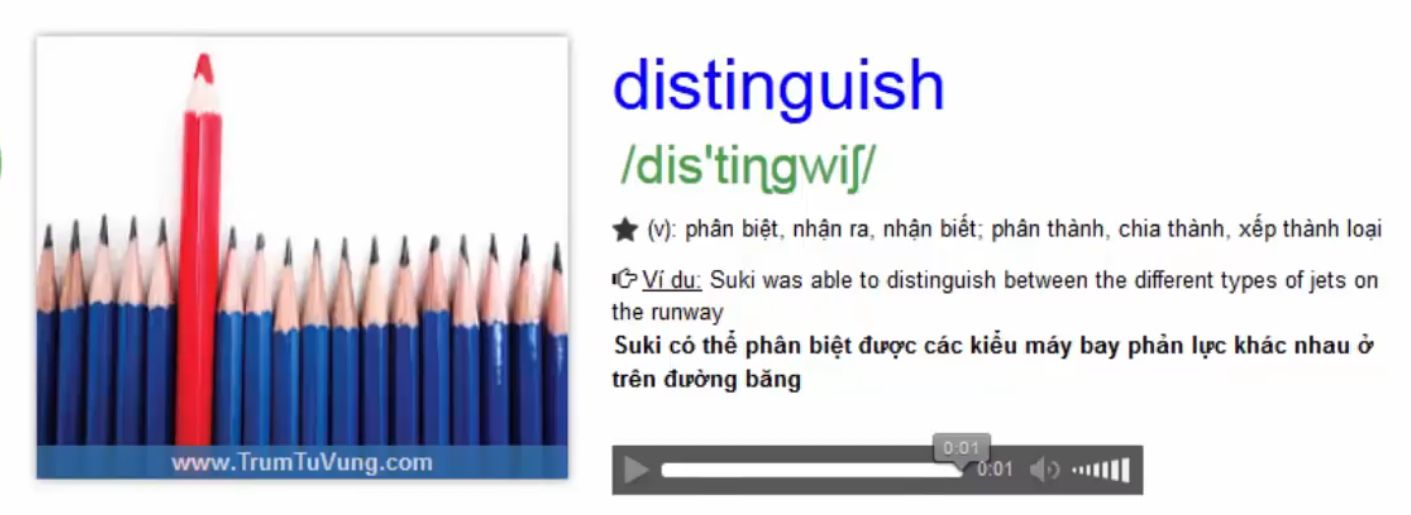 distinguish
/dis'tiɳgwiʃ/
(v): phân biệt, nhận ra, nhận biết; phân thành, chia thành, xếp thành loại
Ví du: Suki was able to distinguish between the different types of jets on
the runway
Suki có thể phân biệt được các kiểu máy bay phản lực khác nhau ở
trên đường băng
www.TrumTuVung.com
0:01
0:01